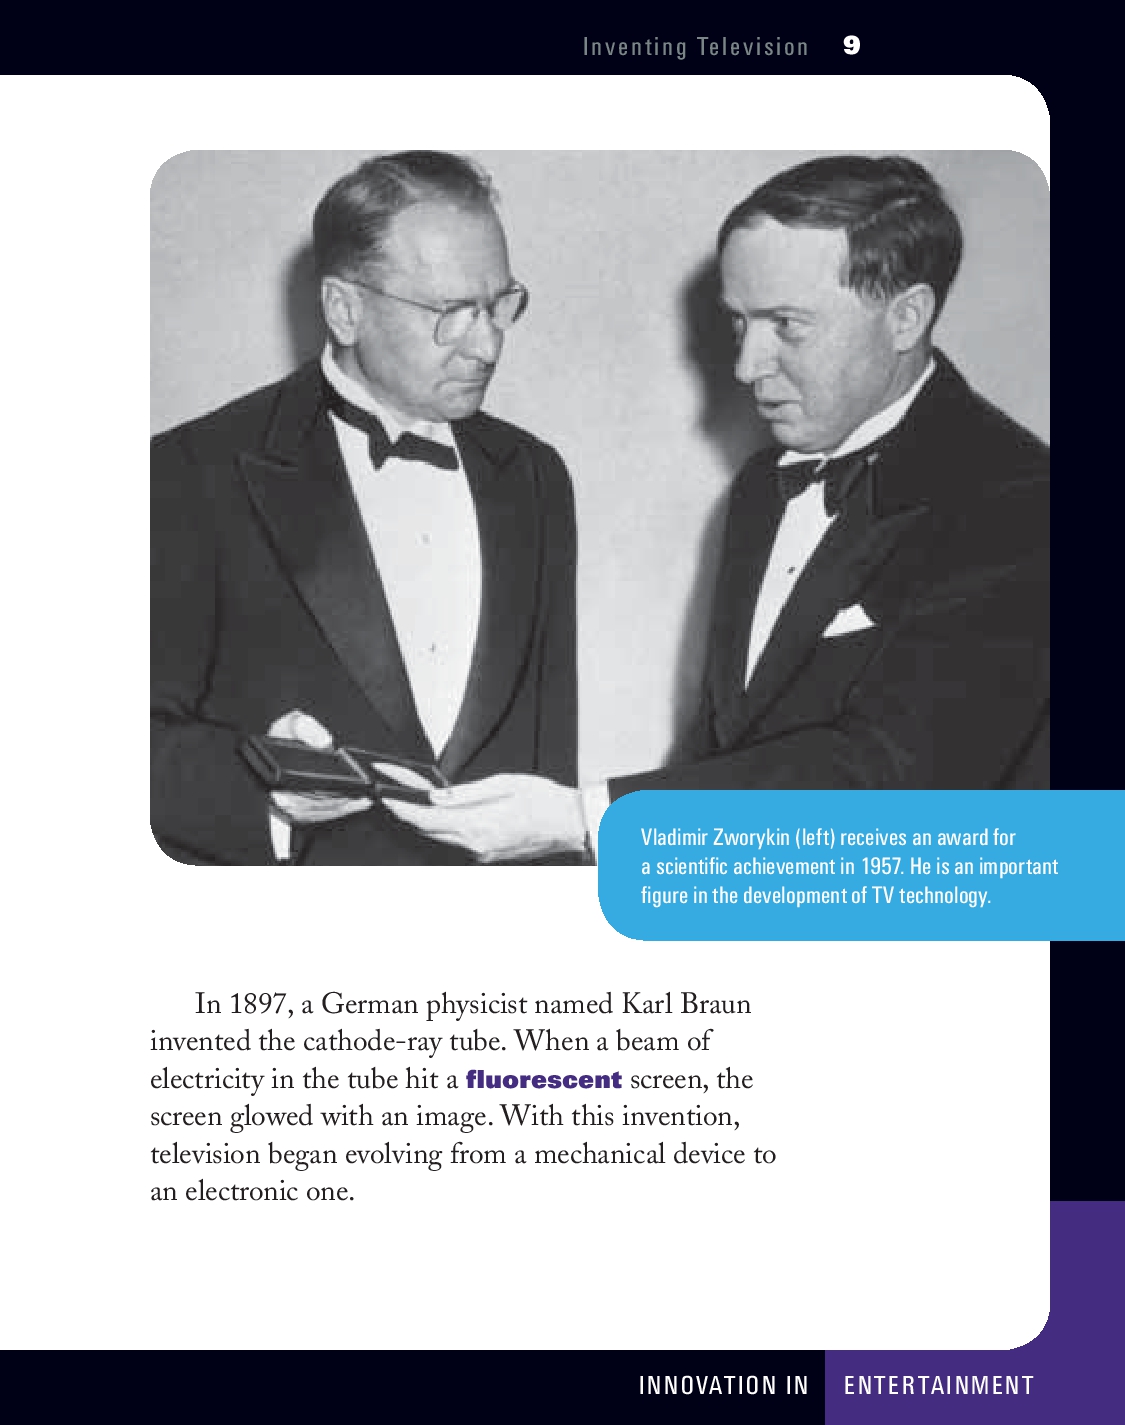 Inventing Television 9
Vladimir Zworykin (left) receives an award for
a scientific achievement in 1957. He is an important
figure in the development of TV technology.
In 1897, a German physicist named Karl Braun
invented the cathode-ray tube. When a beam of
electricity in the tube hit a fluorescent screen, the
screen glowed with an image. With this invention,
television began evolving from a mechanical device to
an electronic one.
INNOVATION IN ENTERTAINMENT